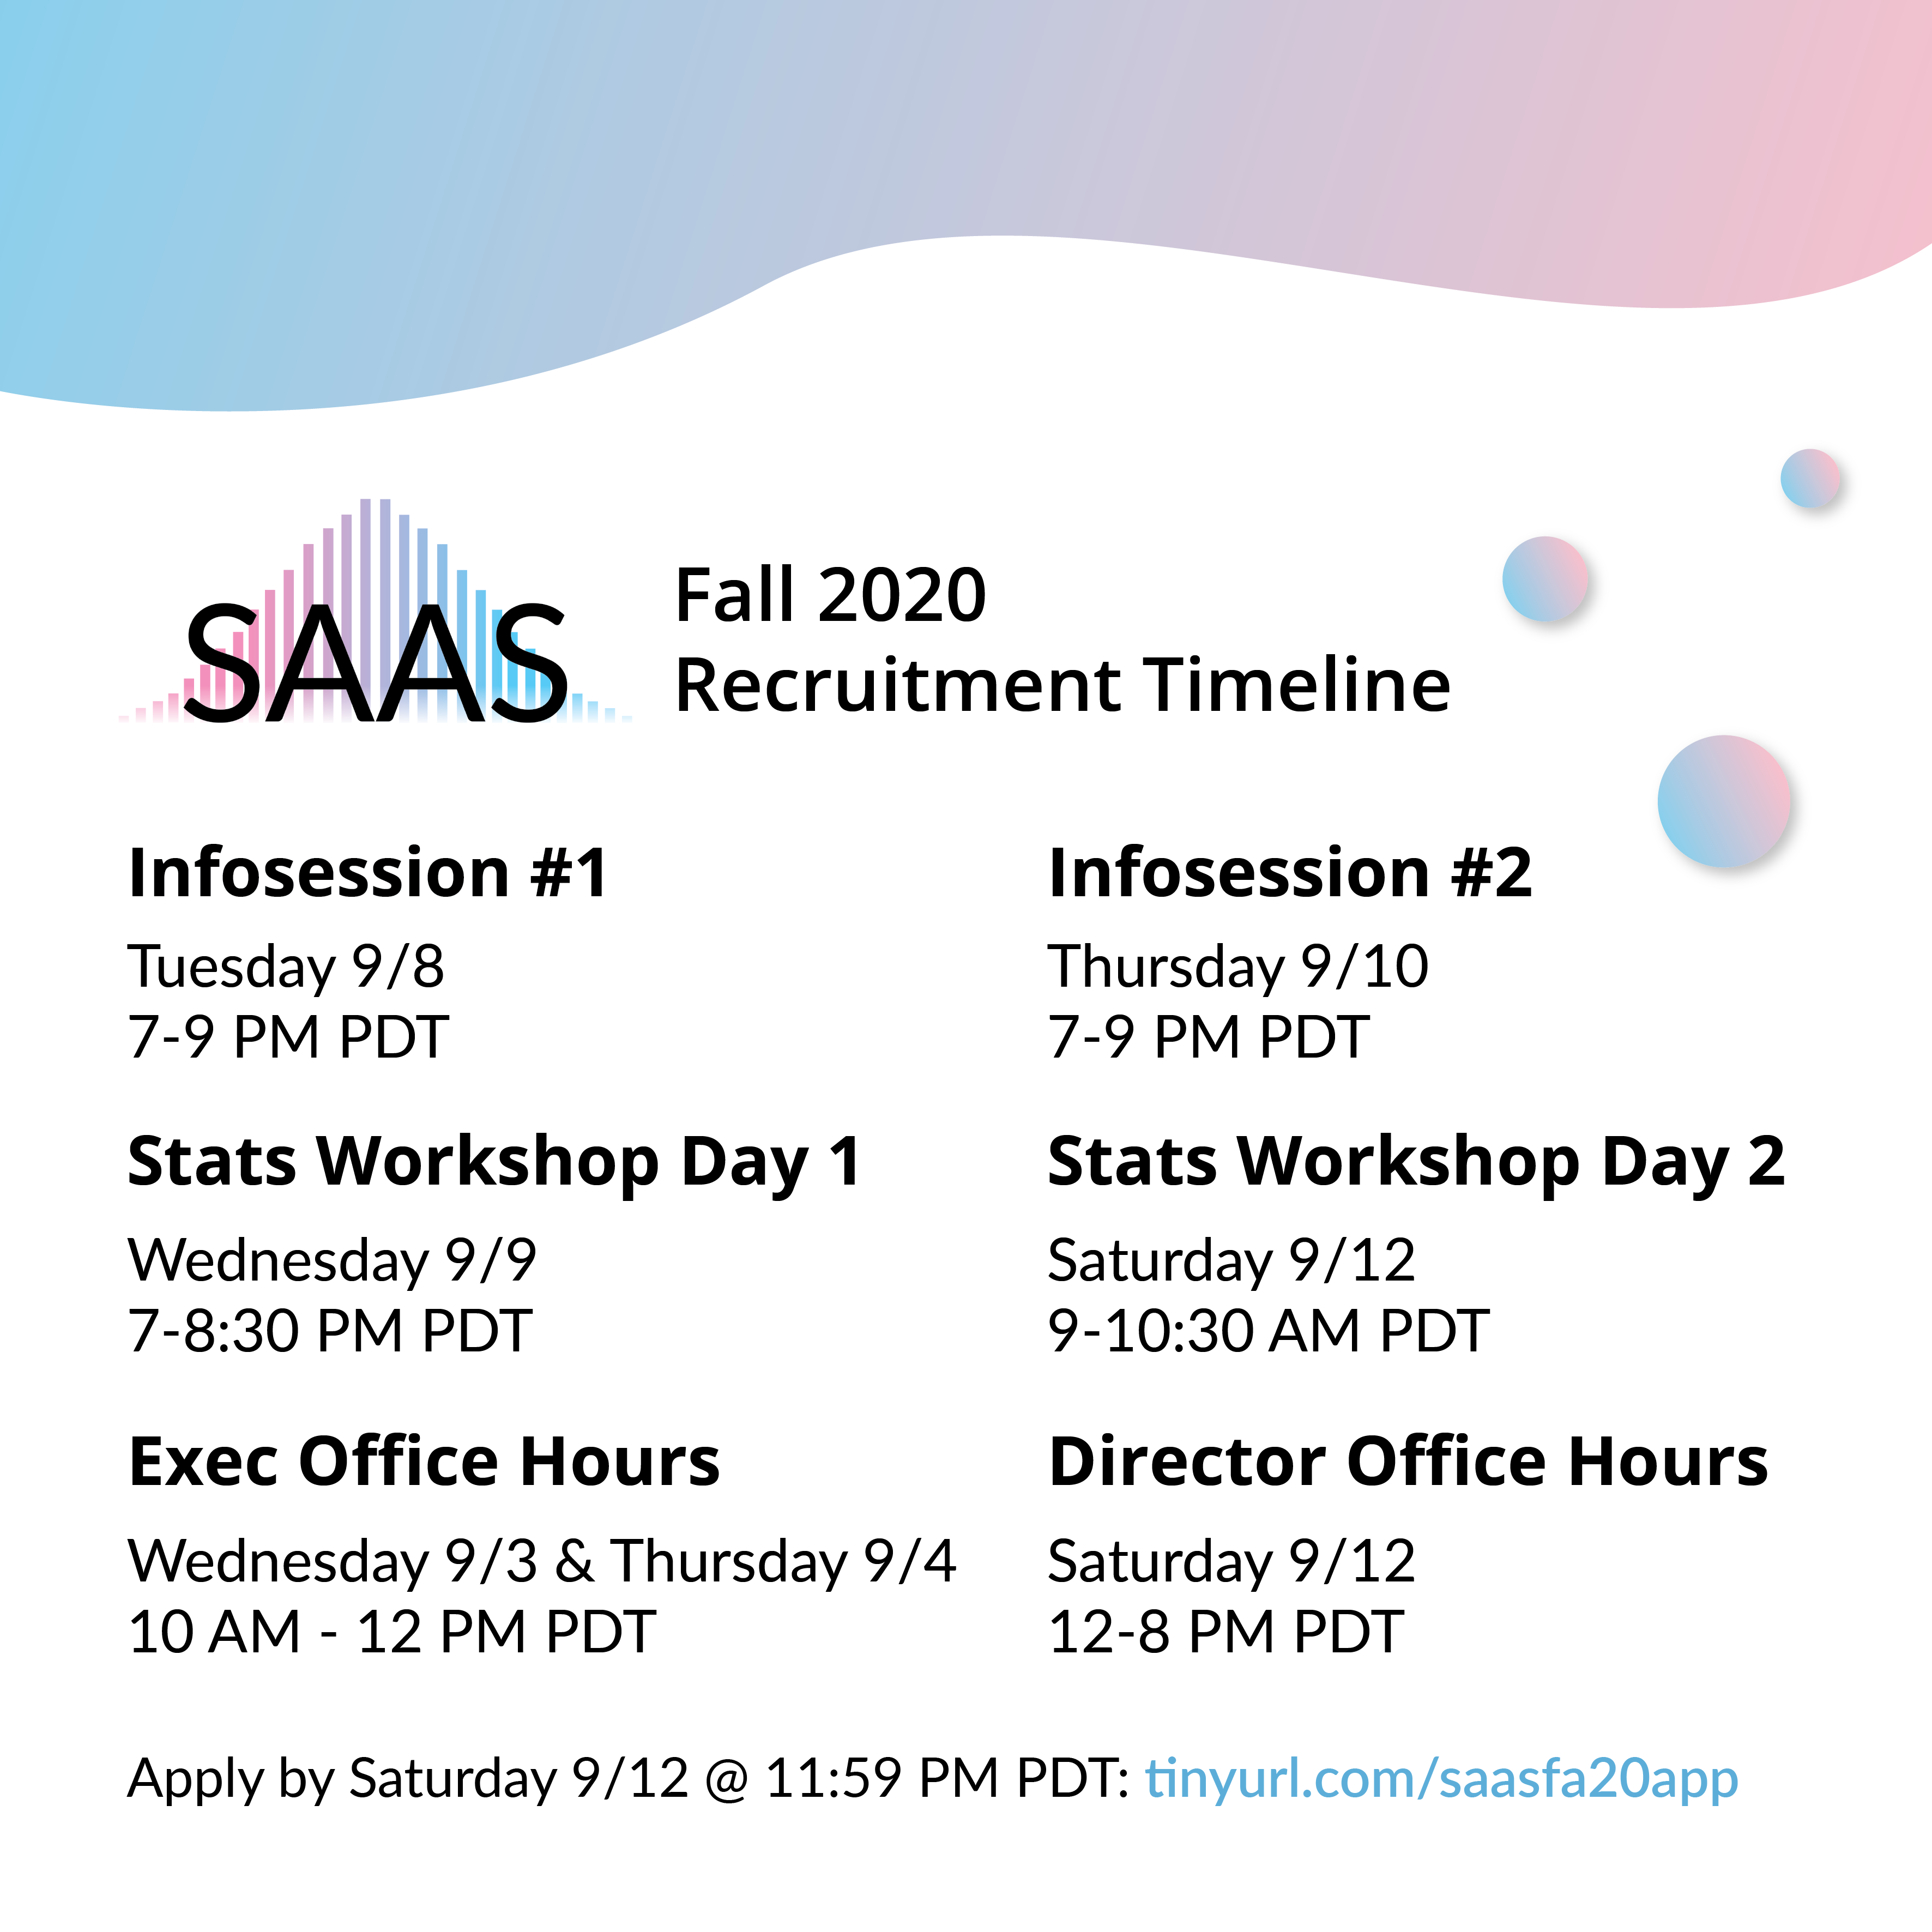 SAAS
Fall 2020
Recruitment Timeline
Infosession #1
Tuesday 9/8
7-9 PM PDT
Infosession #2
Thursday 9/10
7-9 PM PDT
Stats Workshop Day 1
Wednesday 9/9
7-8:30 PM PDT
Stats Workshop Day 2
Saturday 9/12
9-10:30 AM PDT
Exec Office Hours
Wednesday 9/3 & Thursday 9/4
10 AM - 12 PM PDT
Director Office Hours
Saturday 9/12
12-8 PM PDT
Apply by Saturday 9/12 @ 11:59 PM PDT: tinyurl.com/saasfa20app